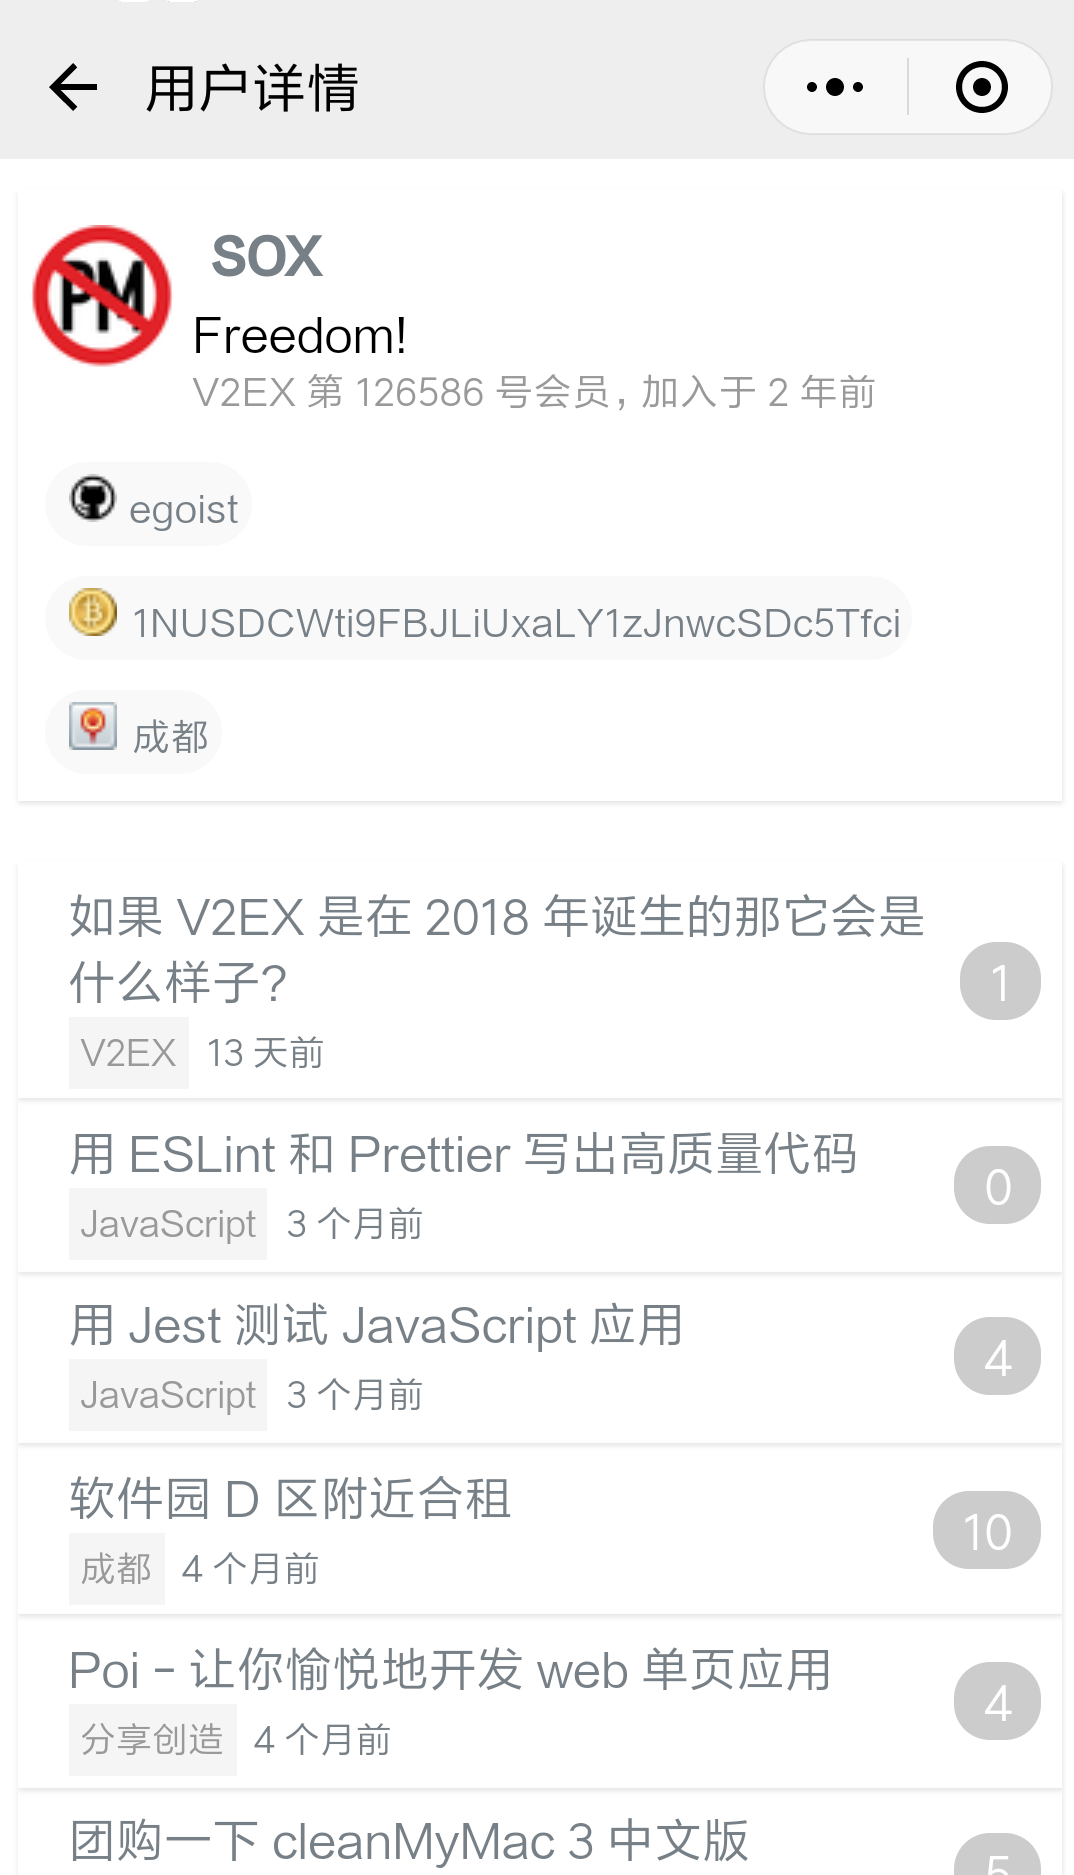 用户详情
PM
SOX
Freedom!
V2EX 第 126586 号会员，加入于 2 年前
egoist
1NUSDCWti9FBJLiUxaLY1zJnwcSDc5Tfci
成都
如果 V2EX 是在 2018 年诞生的那它会是
什么样子?
1
V2EX 13 天前
用 ESLint 和 Prettier 写出高质量代码
0
JavaScript 3 个月前
用 Jest 测试 JavaScript 应用
4
JavaScript 3 个月前
软件园 D 区附近合租
10
成都 4 个月前
Poi - 让你愉悦地开发 web 单页应用
4
分享创造 4 个月前
团购一下 cleanMyMac 3 中文版
5